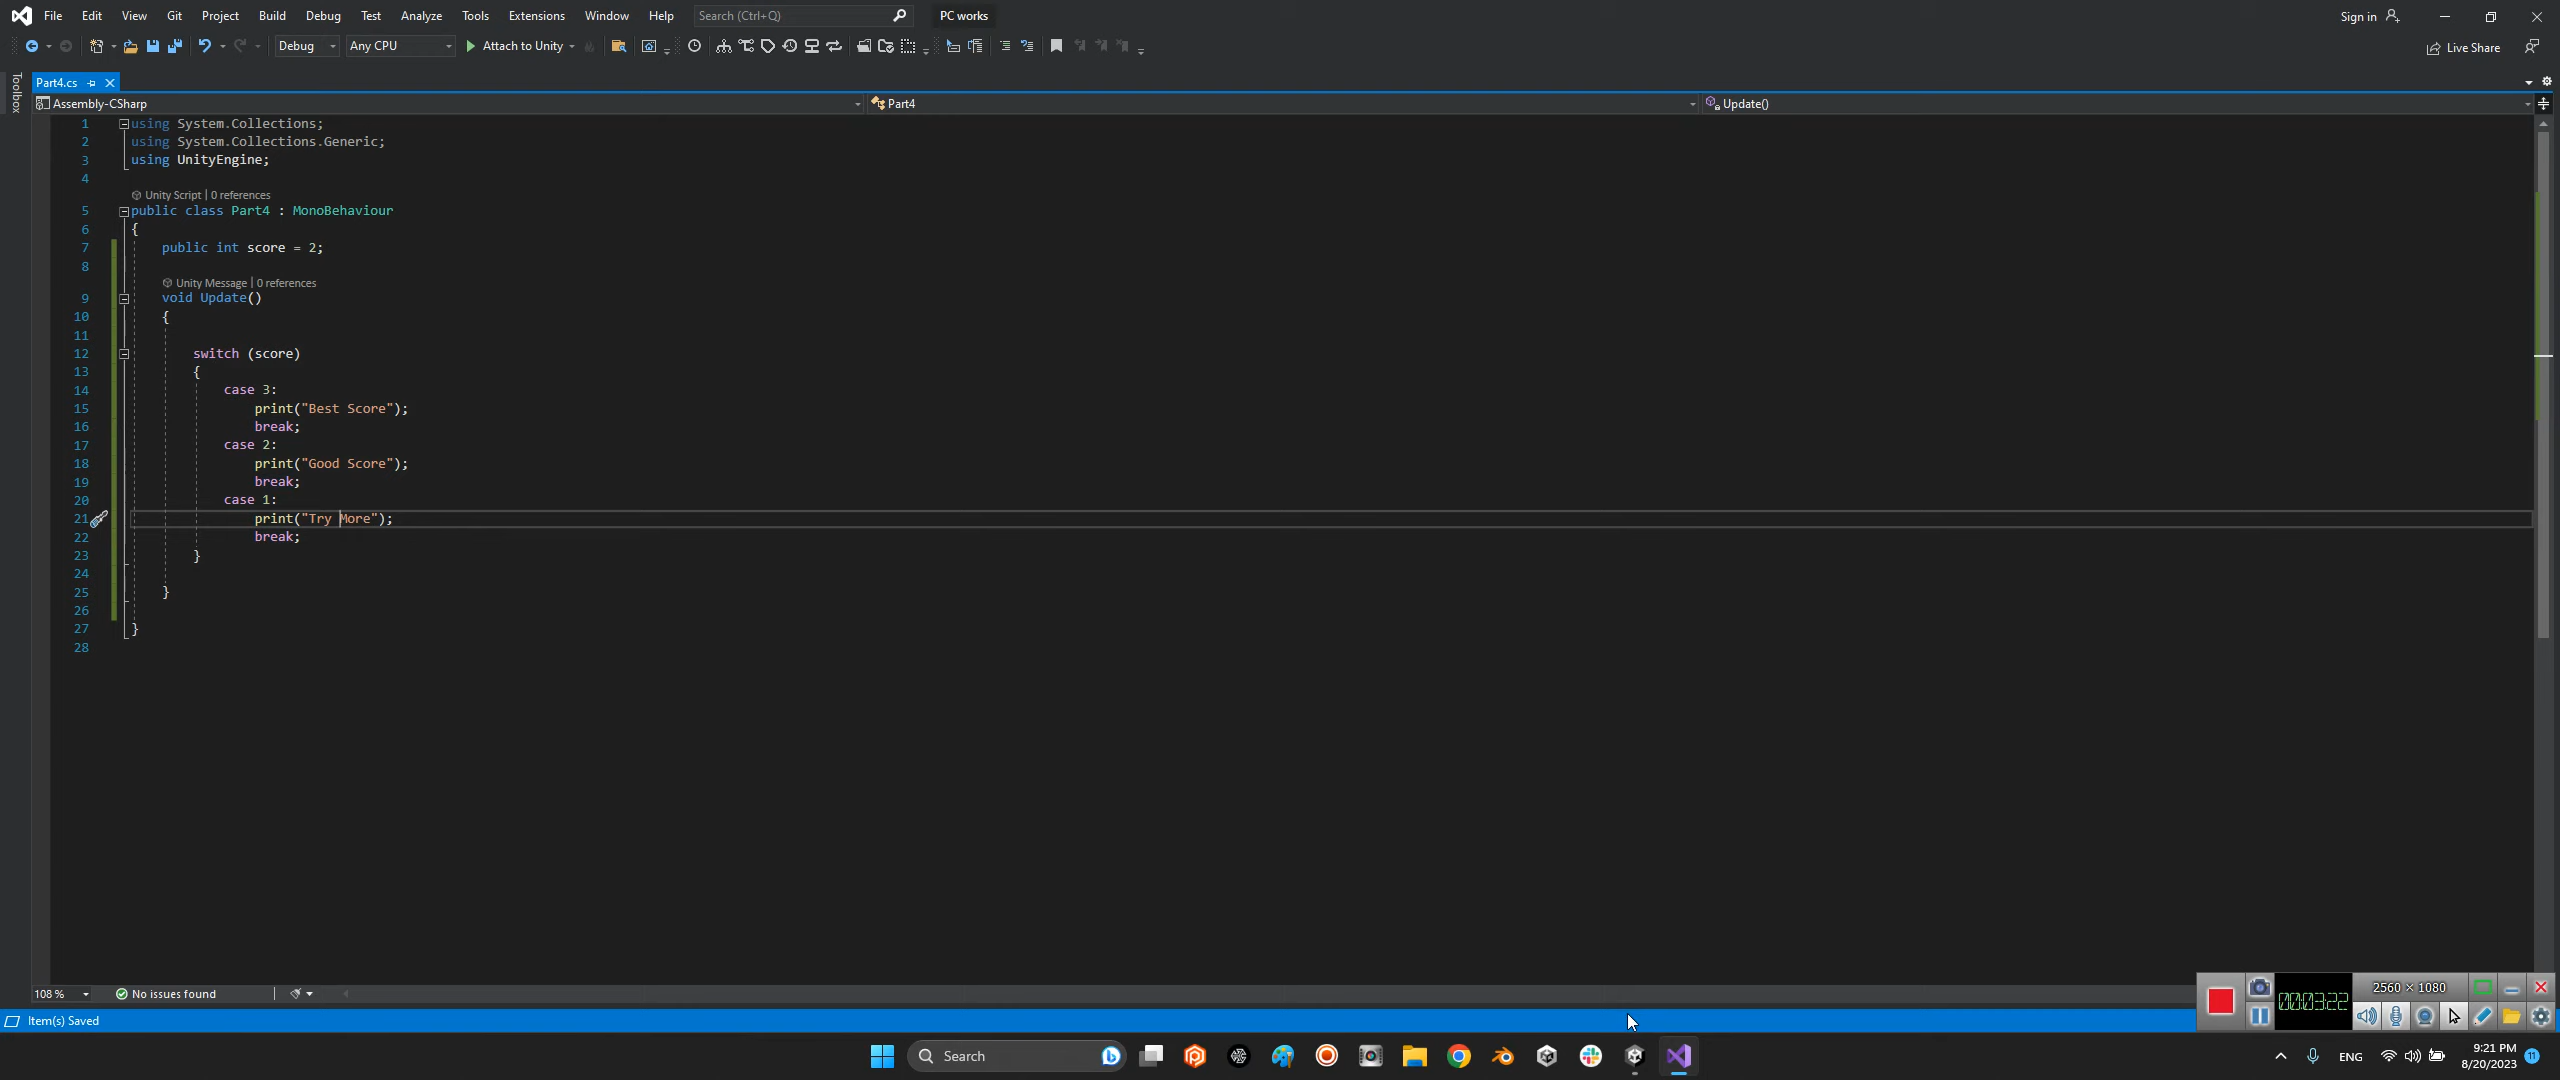 File Edit View Git Project Build Debug Test Analyze Tools Extensions Window Help Search (Ctrl+Q) PC works Sign in
Debug Any CPU Attach to Unity Live Share
Toolbox
Part4.cs
Assembly-CSharp Part4 Update()
1 using System.Collections;
2 using System.Collections.Generic;
3 using UnityEngine;
4
Unity Script | 0 references
5 public class Part4 : MonoBehaviour
6 {
7 public int score = 2;
8
Unity Message | 0 references
9 void Update()
10 {
11
12 switch (score)
13 {
14 case 3:
15 print("Best Score");
16 break;
17 case 2:
18 print("Good Score");
19 break;
20 case 1:
21 print("Try More");
22 break;
23 }
24
25 }
26
27 }
28
108 % No issues found
2560 × 1080
00:03:22
Item(s) Saved
Search ENG 9:21 PM
8/20/2023 11